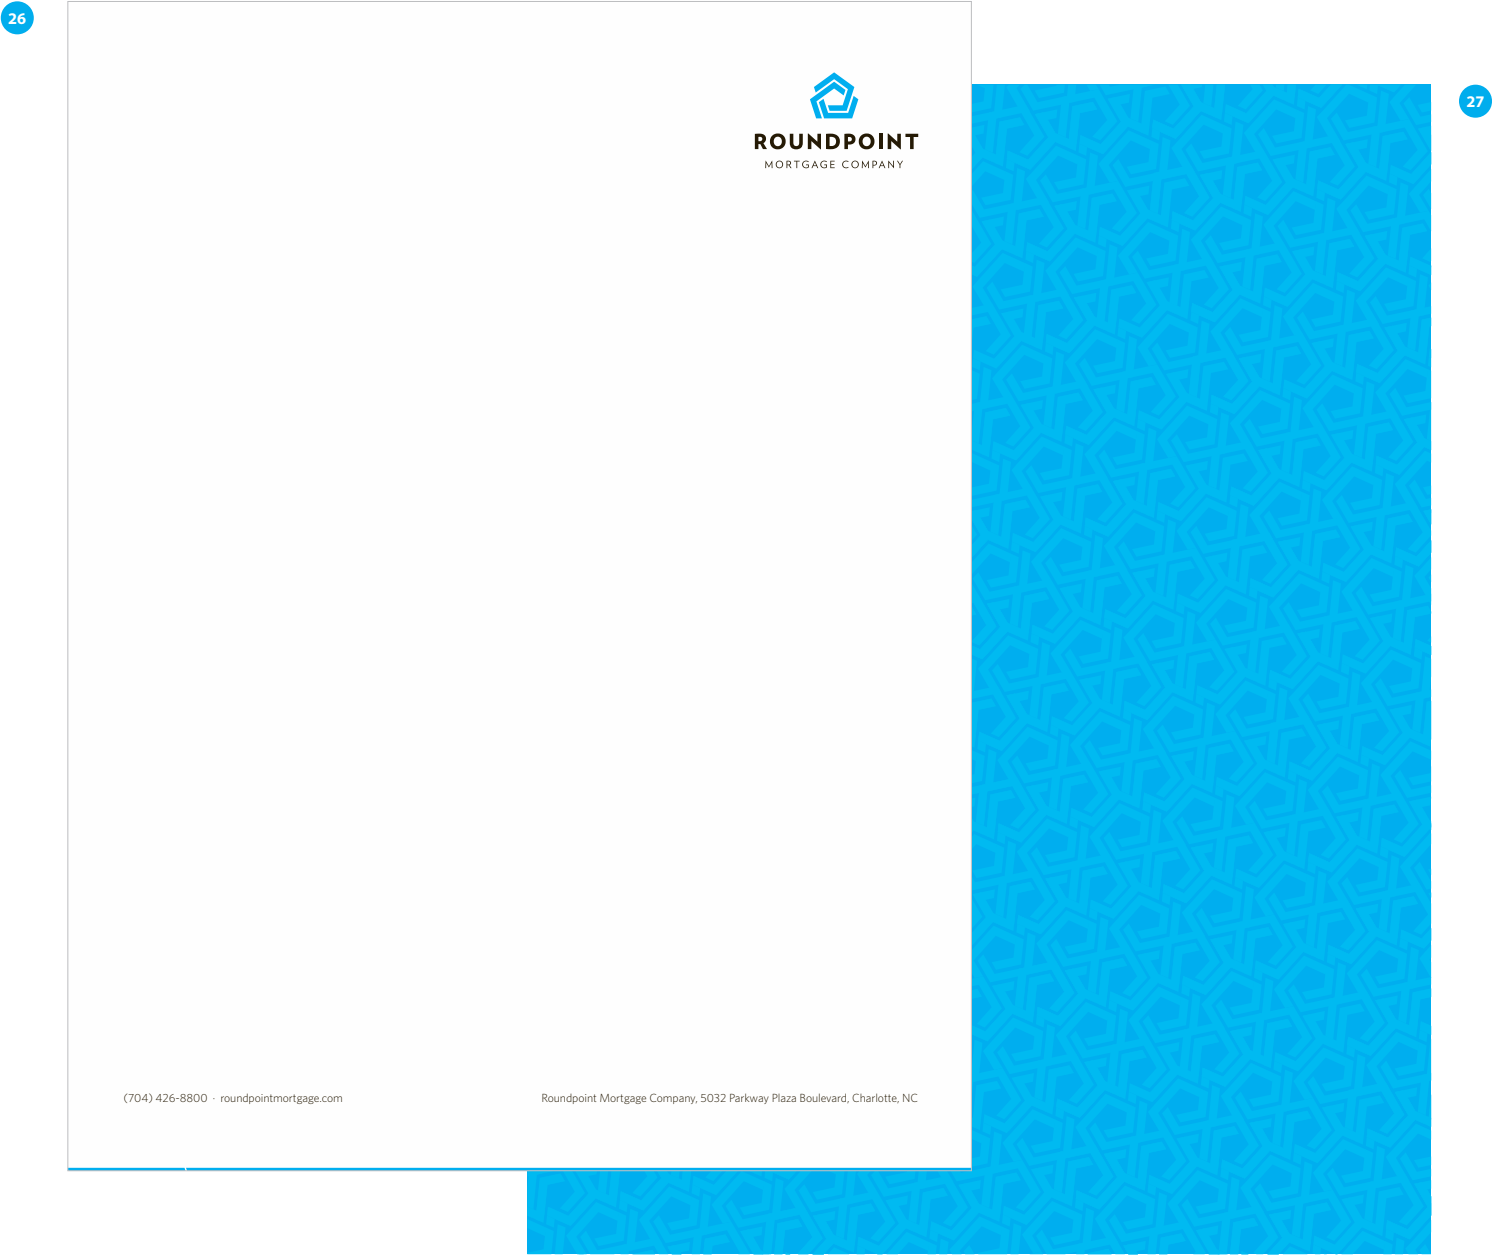 26
27
ROUNDPOINT
MORTGAGE COMPANY
(704) 426-8800 · roundpointmortgage.com
Roundpoint Mortgage Company, 5032 Parkway Plaza Boulevard, Charlotte, NC